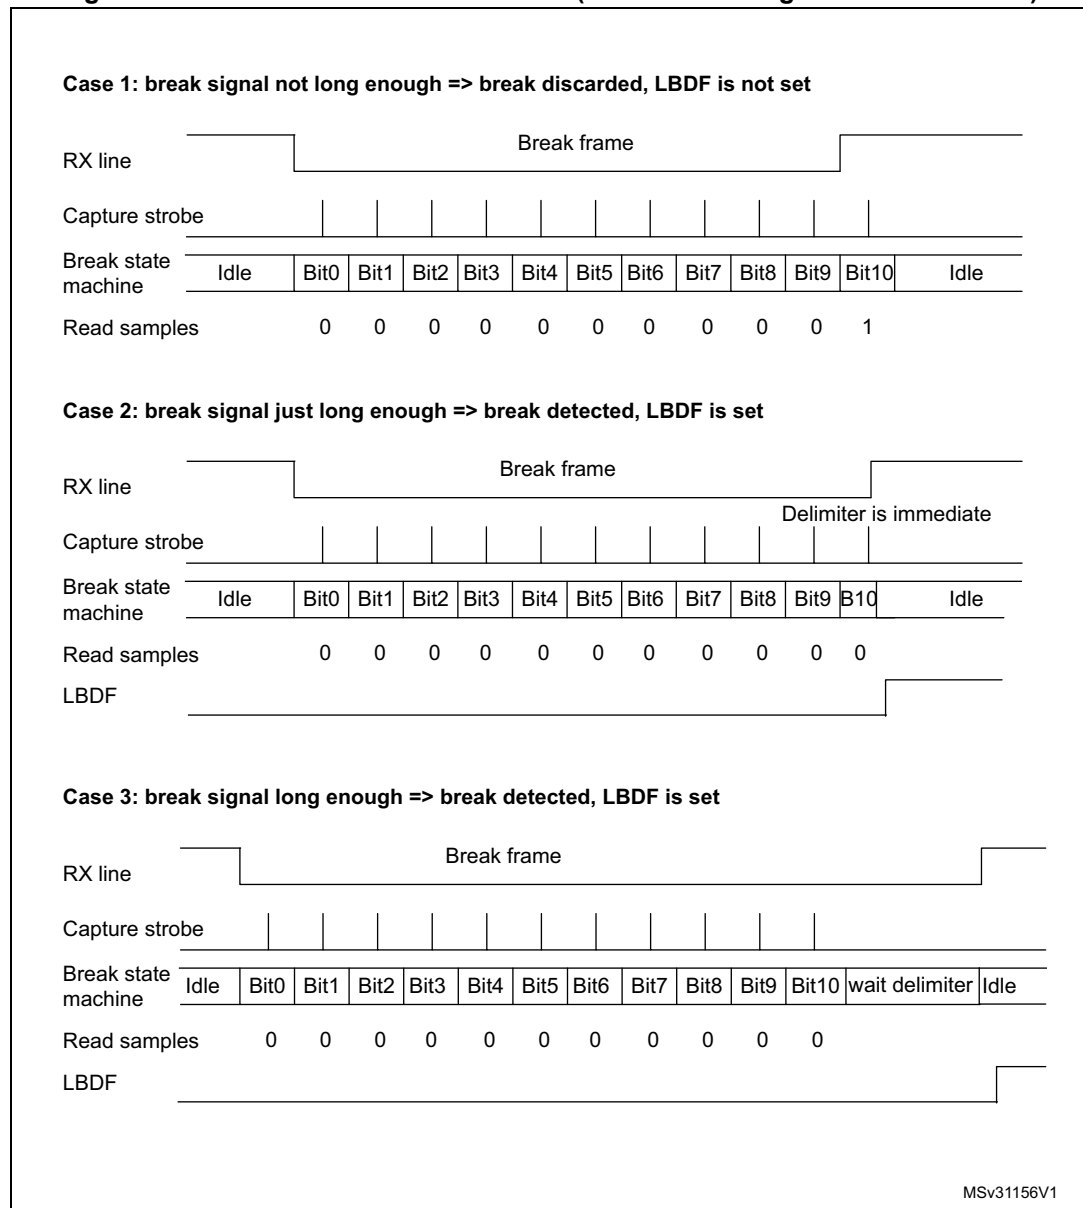 Case 1: break signal not long enough => break discarded, LBDF is not set
Break frame
RX line
Capture strobe
Break state machine Idle Bit0 Bit1 Bit2 Bit3 Bit4 Bit5 Bit6 Bit7 Bit8 Bit9 Bit10 Idle
Read samples 0 0 0 0 0 0 0 0 0 0 1
Case 2: break signal just long enough => break detected, LBDF is set
Break frame
RX line
Delimiter is immediate
Capture strobe
Break state machine Idle Bit0 Bit1 Bit2 Bit3 Bit4 Bit5 Bit6 Bit7 Bit8 Bit9 B10 Idle
Read samples 0 0 0 0 0 0 0 0 0 0 0
LBDF
Case 3: break signal long enough => break detected, LBDF is set
Break frame
RX line
Capture strobe
Break state machine Idle Bit0 Bit1 Bit2 Bit3 Bit4 Bit5 Bit6 Bit7 Bit8 Bit9 Bit10 wait delimiter Idle
Read samples 0 0 0 0 0 0 0 0 0 0 0
LBDF
MSv31156V1